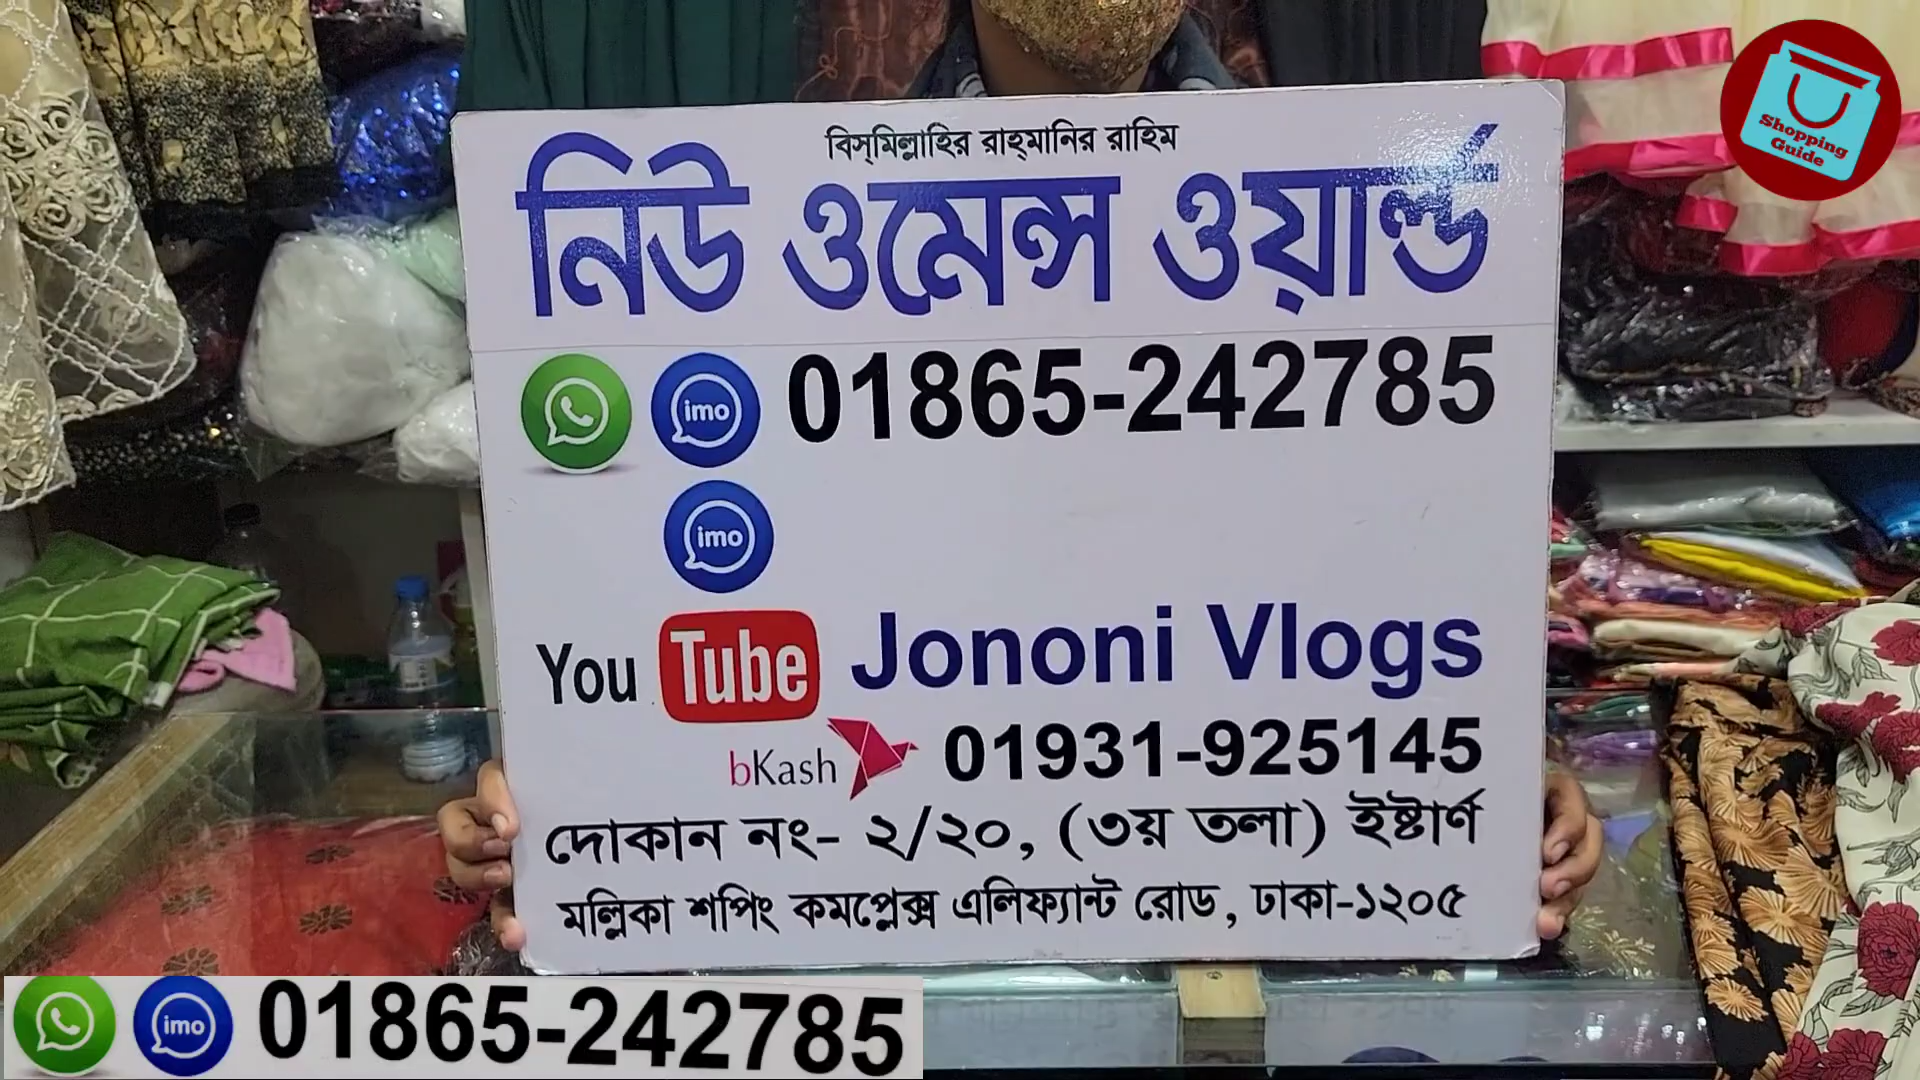 Shopping
Guide
বিস্‌মিল্লাহির রাহ্‌মানির রাহিম
নিউ ওমেন্স ওয়ার্ল্ড
imo 01865-242785
imo
You Tube Jononi Vlogs
bKash 01931-925145
দোকান নং- ২/২০, (৩য় তলা) ইষ্টার্ণ
মল্লিকা শপিং কমপ্লেক্স এলিফ্যান্ট রোড, ঢাকা-১২০৫
imo 01865-242785